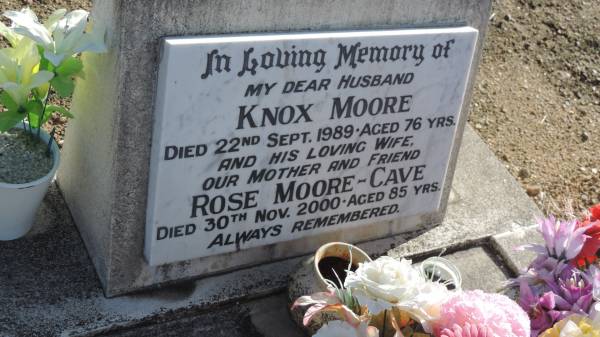 In Loving Memory of
MY DEAR HUSBAND
KNOX MOORE
DIED 22ND SEPT. 1989 - AGED 76 YRS.
AND HIS LOVING WIFE,
OUR MOTHER AND FRIEND
ROSE MOORE-CAVE
DIED 30TH NOV. 2000 - AGED 85 YRS.
ALWAYS REMEMBERED.